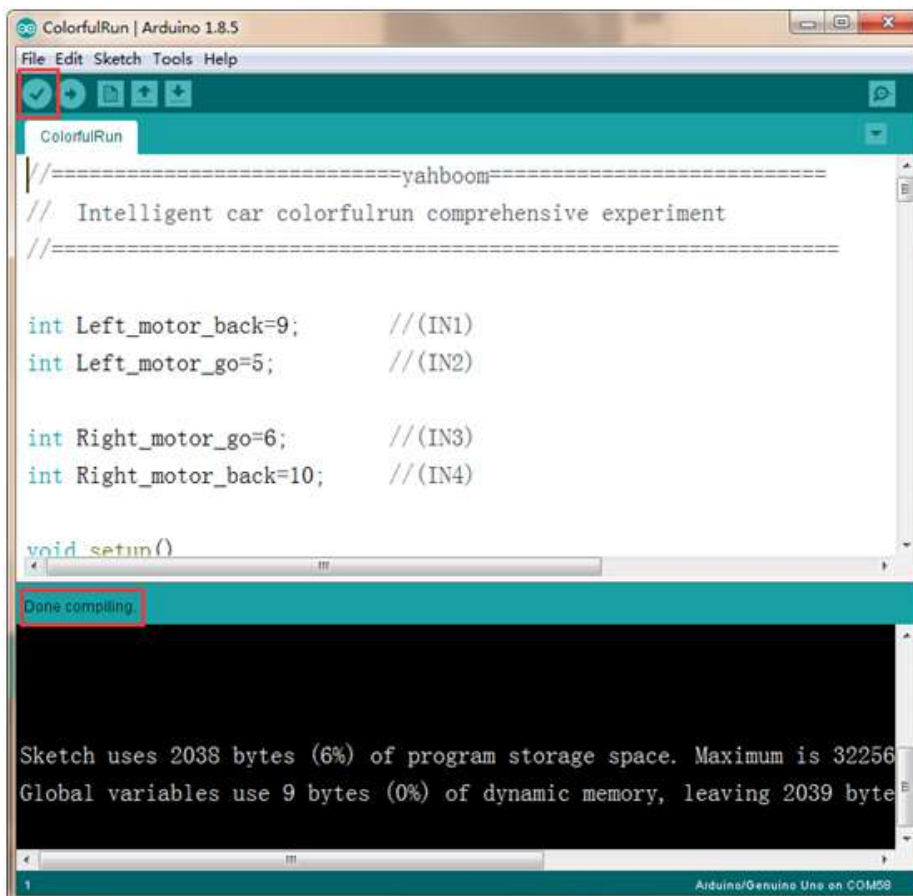 ColorfulRun | Arduino 1.8.5
File Edit Sketch Tools Help
ColorfulRun
//===========================yahboom==========================
//  Intelligent car colorfulrun comprehensive experiment
//=============================================================
int Left_motor_back=9;       //(IN1)
int Left_motor_go=5;         //(IN2)
int Right_motor_go=6;        //(IN3)
int Right_motor_back=10;     //(IN4)
void setup()
Done compiling.
Sketch uses 2038 bytes (6%) of program storage space. Maximum is 32256
Global variables use 9 bytes (0%) of dynamic memory, leaving 2039 byte
1
Arduino/Genuino Uno on COM58